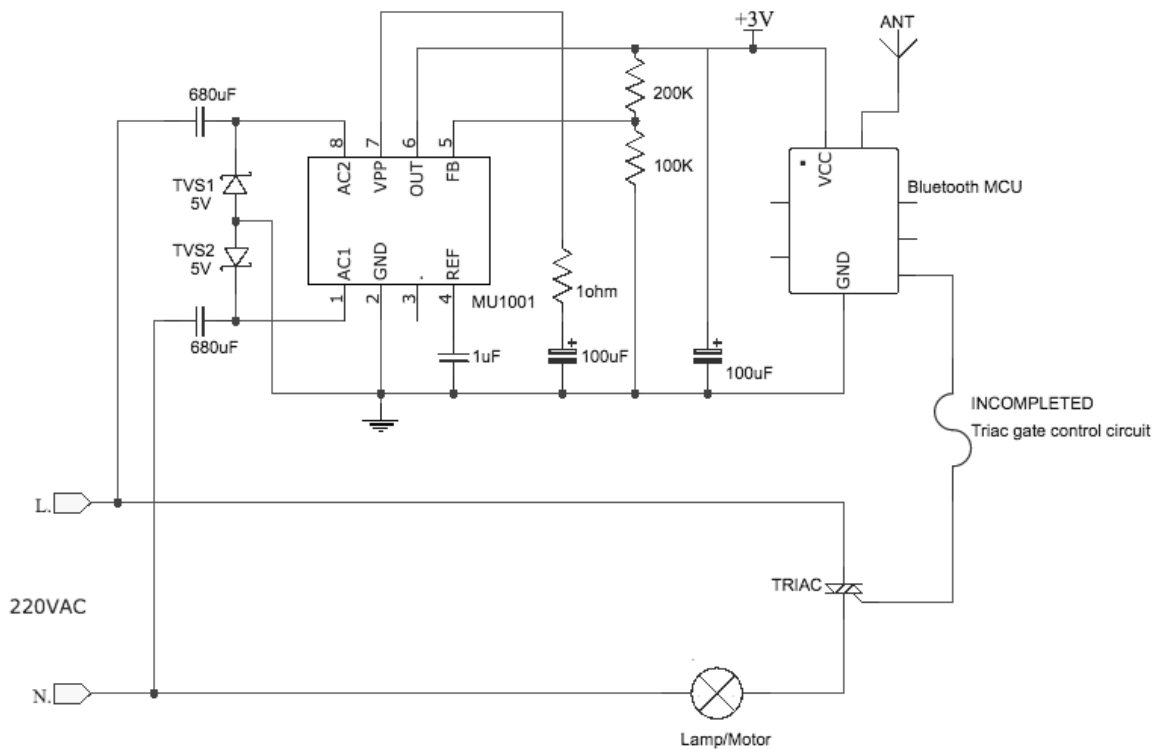 +3V
ANT
680uF
200K
8
7
6
5
AC2
VPP
OUT
FB
100K
VCC
TVS1
5V
Bluetooth MCU
TVS2
5V
AC1
GND
.
REF
GND
1ohm
1
2
3
4
MU1001
680uF
1uF
100uF
100uF
INCOMPLETED
Triac gate control circuit
L.
TRIAC
220VAC
N.
Lamp/Motor